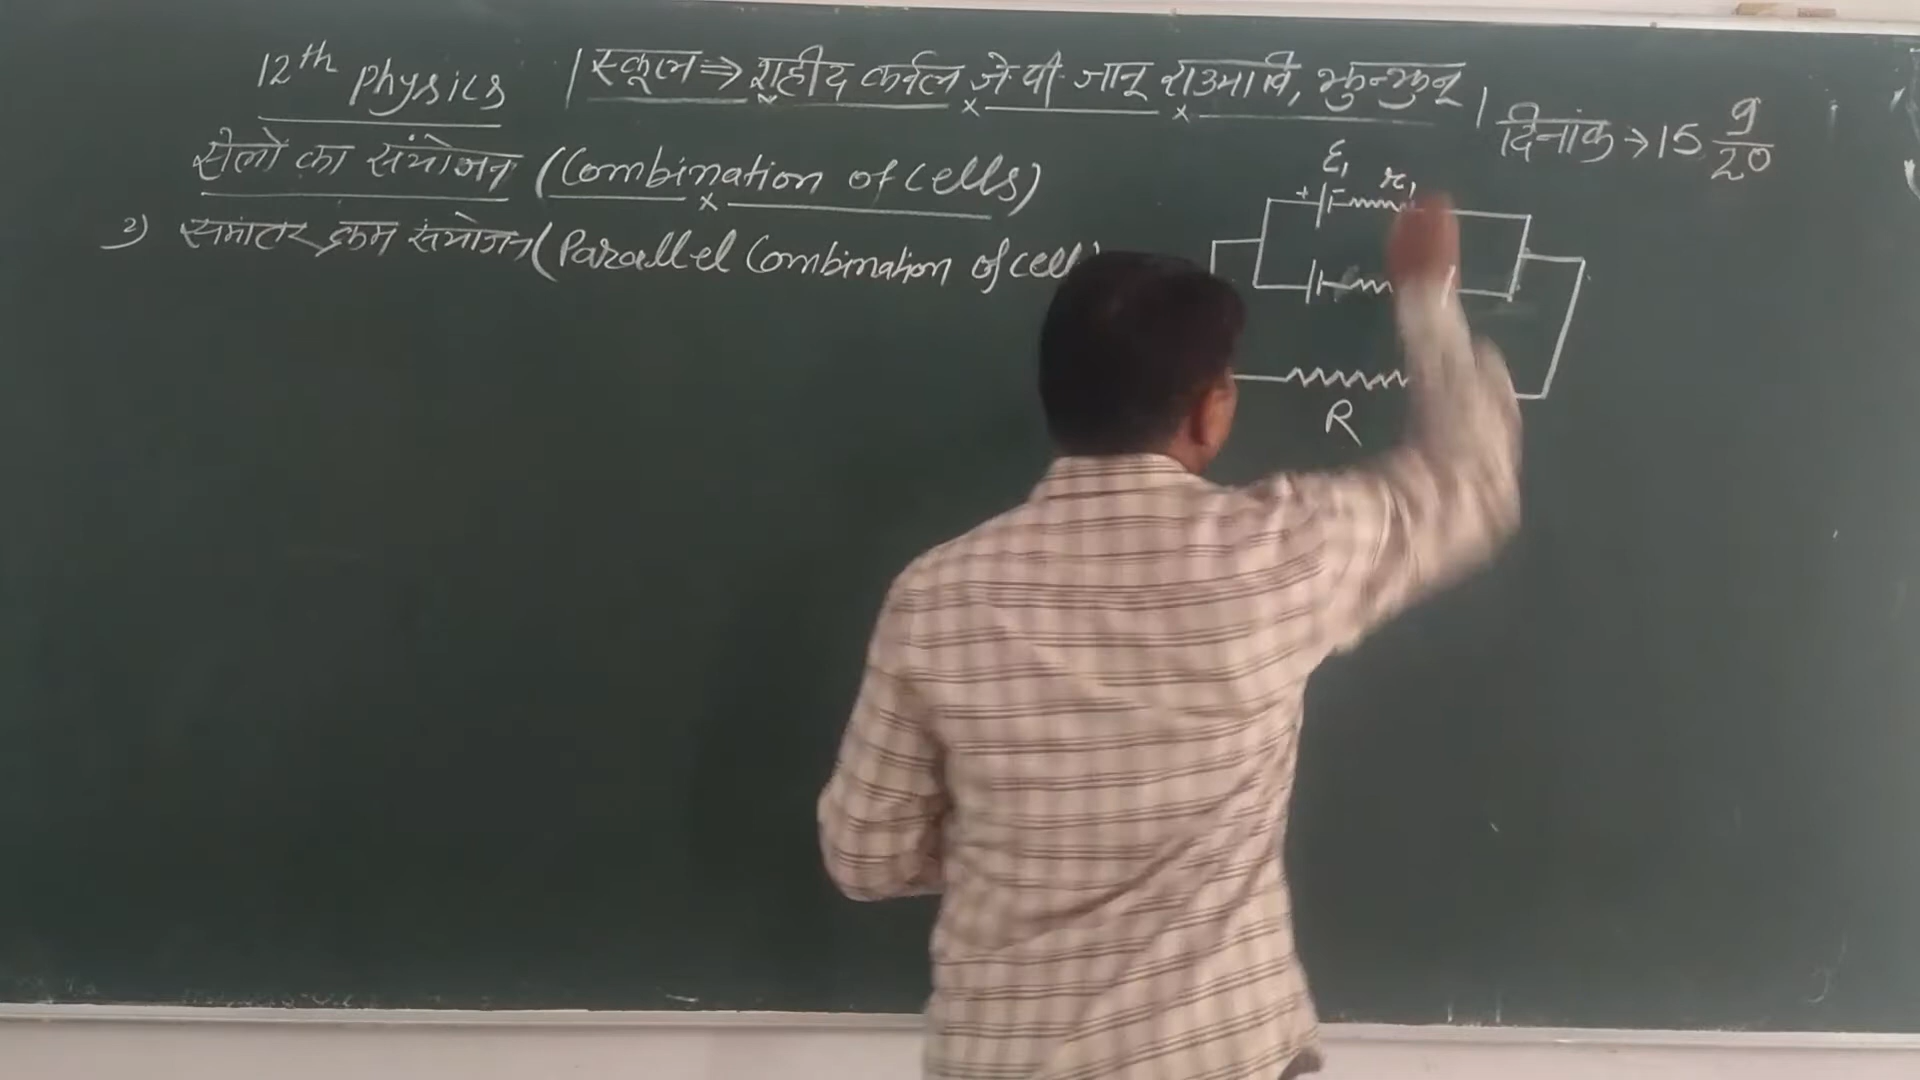 12th Physics
स्कूल ⇒ शहीद कर्नल जे. पी. जानू राउमावि, झुन्झुनू
दिनांक → 15 9/20
सेलों का संयोजन (Combination of cells)
2) समांतर क्रम संयोजन (Parallel Combination of cell)
ε₁ r₁
+ -
R